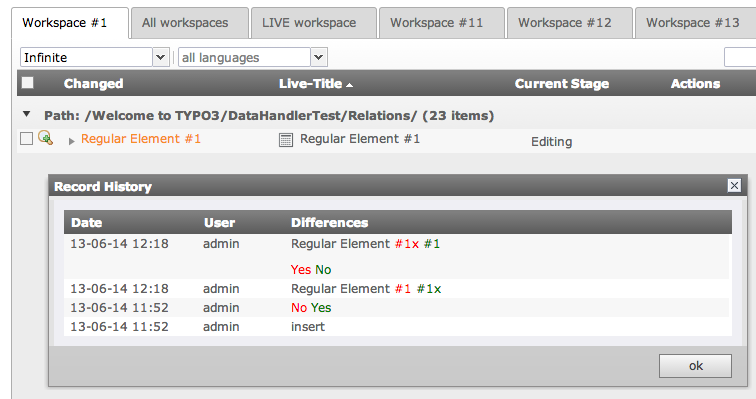 Workspace #1 All workspaces LIVE workspace Workspace #11 Workspace #12 Workspace #13
Infinite all languages
Changed Live-Title Current Stage Actions
Path: /Welcome to TYPO3/DataHandlerTest/Relations/ (23 items)
Regular Element #1 Regular Element #1 Editing
Record History
Date User Differences
13-06-14 12:18 admin Regular Element #1x #1
Yes No
13-06-14 12:18 admin Regular Element #1 #1x
13-06-14 11:52 admin No Yes
13-06-14 11:52 admin insert
ok